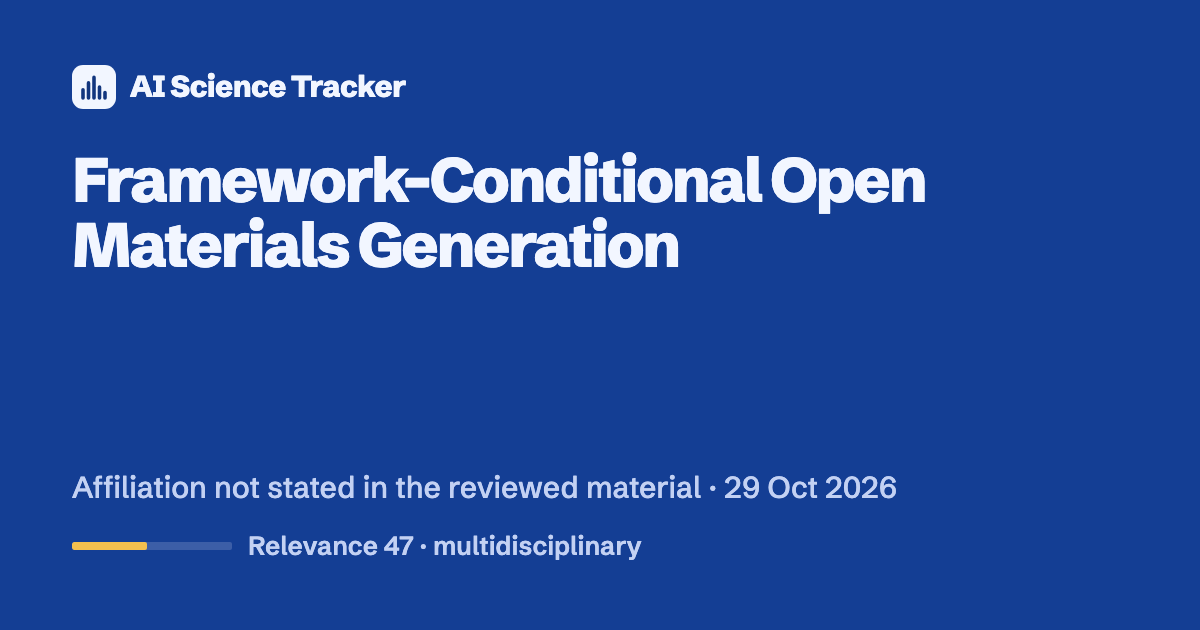 AI Science Tracker
Framework-Conditional Open
Materials Generation
Affiliation not stated in the reviewed material · 29 Oct 2026
Relevance 47 · multidisciplinary